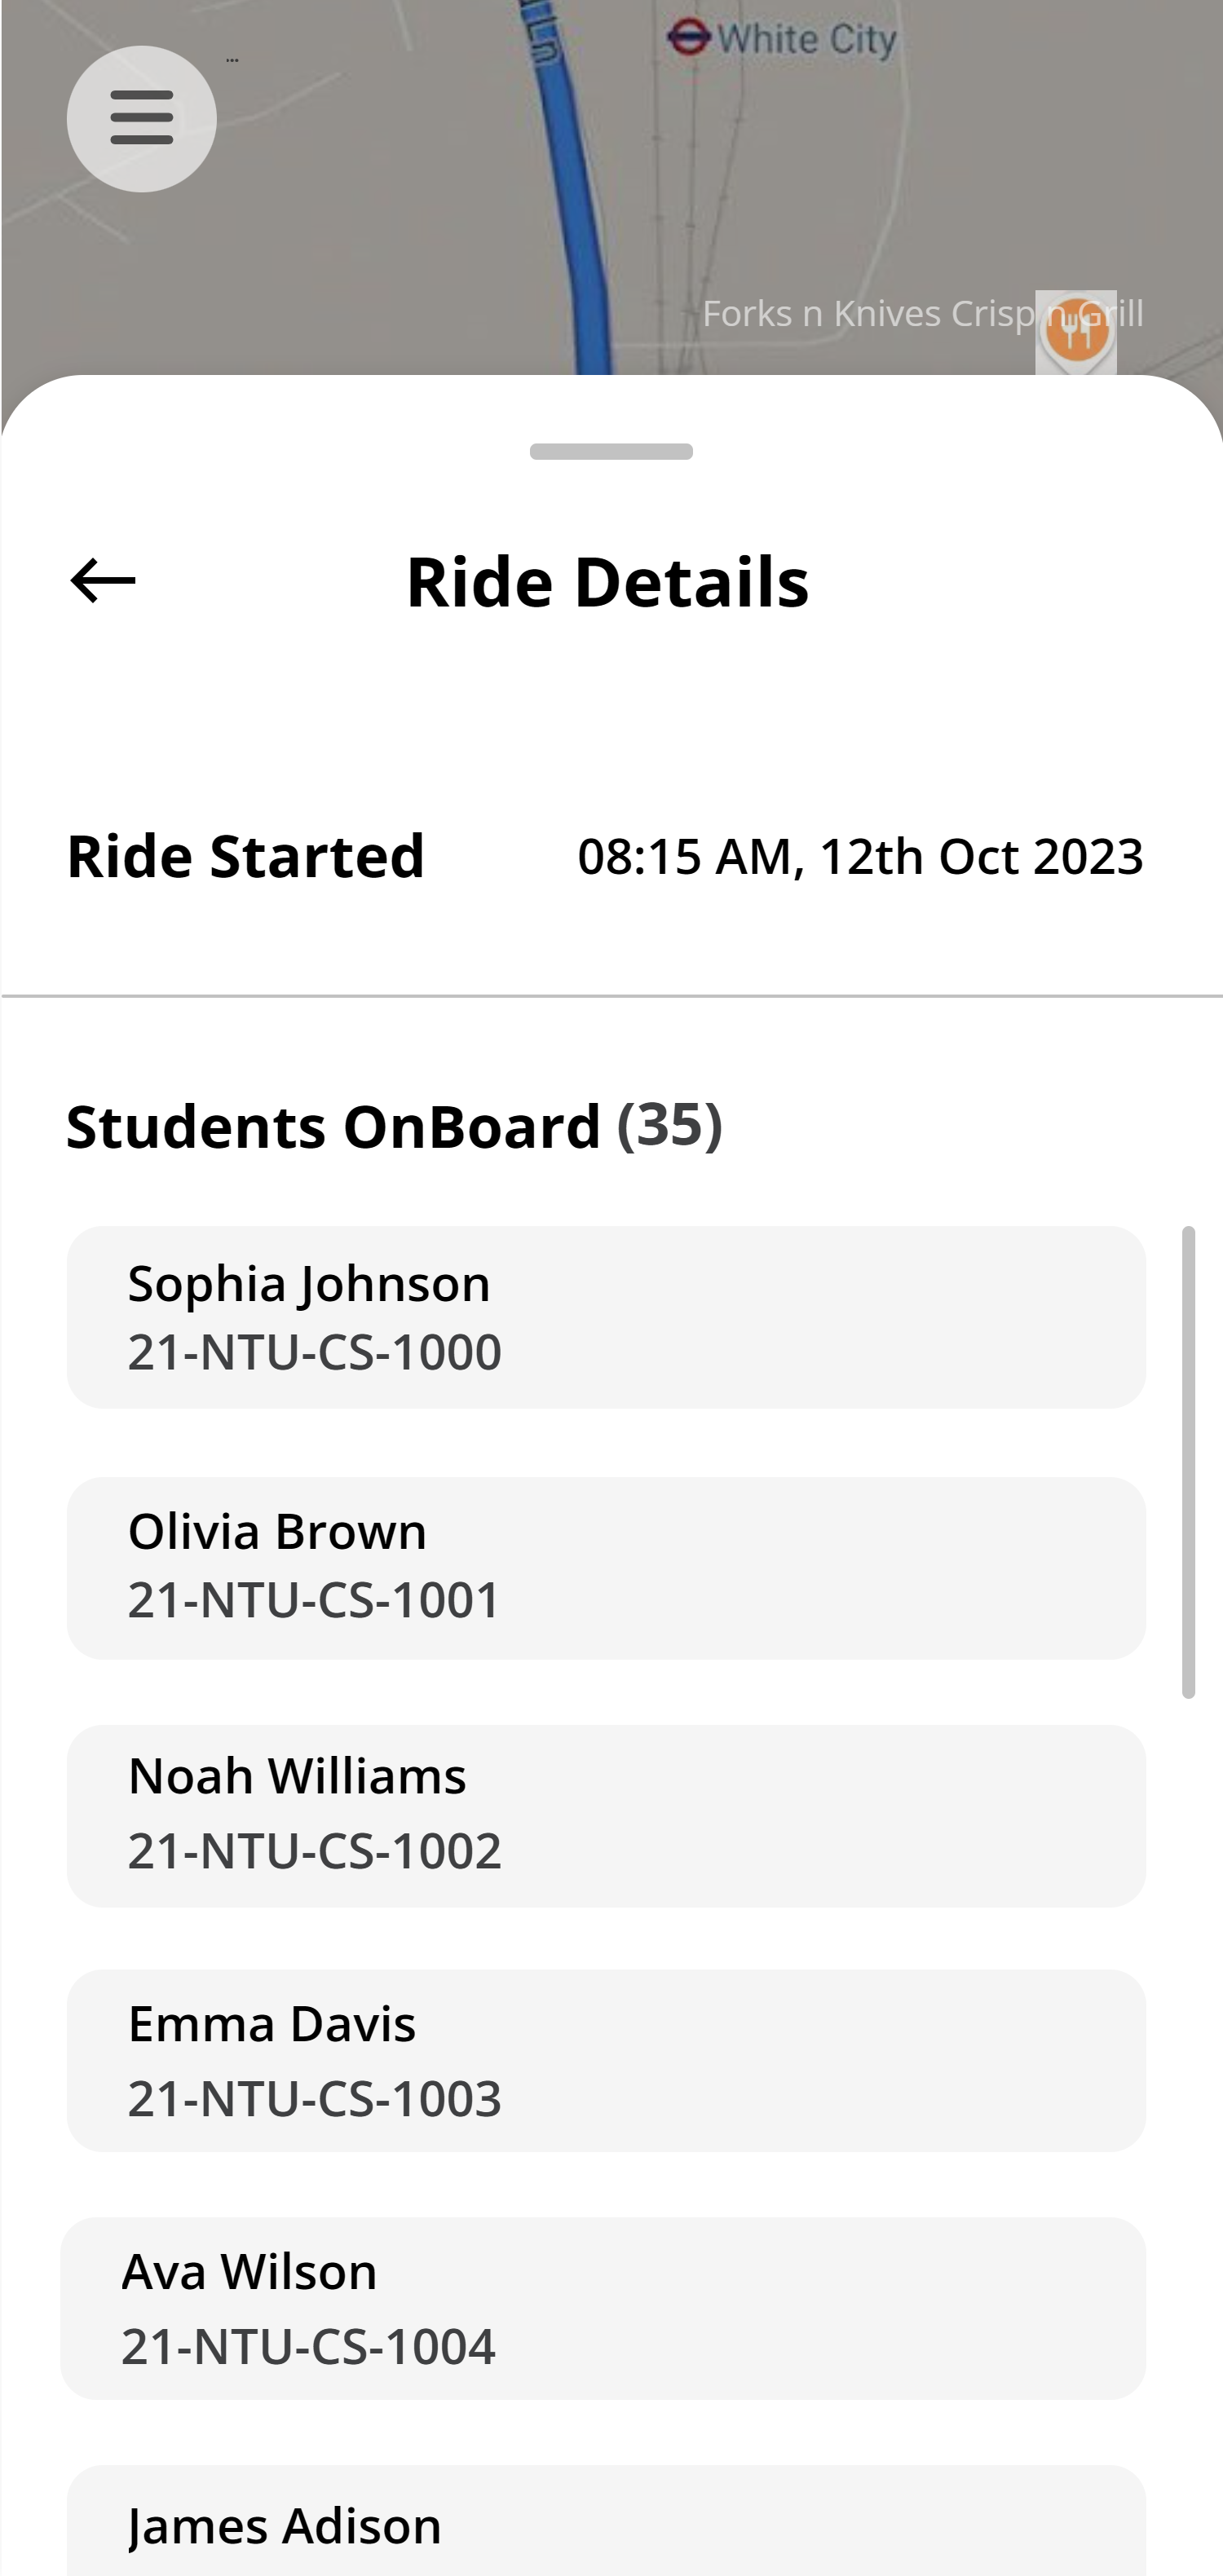 White City
...
Forks n Knives Crisp n Grill
Ride Details
Ride Started
08:15 AM, 12th Oct 2023
Students OnBoard (35)
Sophia Johnson
21-NTU-CS-1000
Olivia Brown
21-NTU-CS-1001
Noah Williams
21-NTU-CS-1002
Emma Davis
21-NTU-CS-1003
Ava Wilson
21-NTU-CS-1004
James Adison